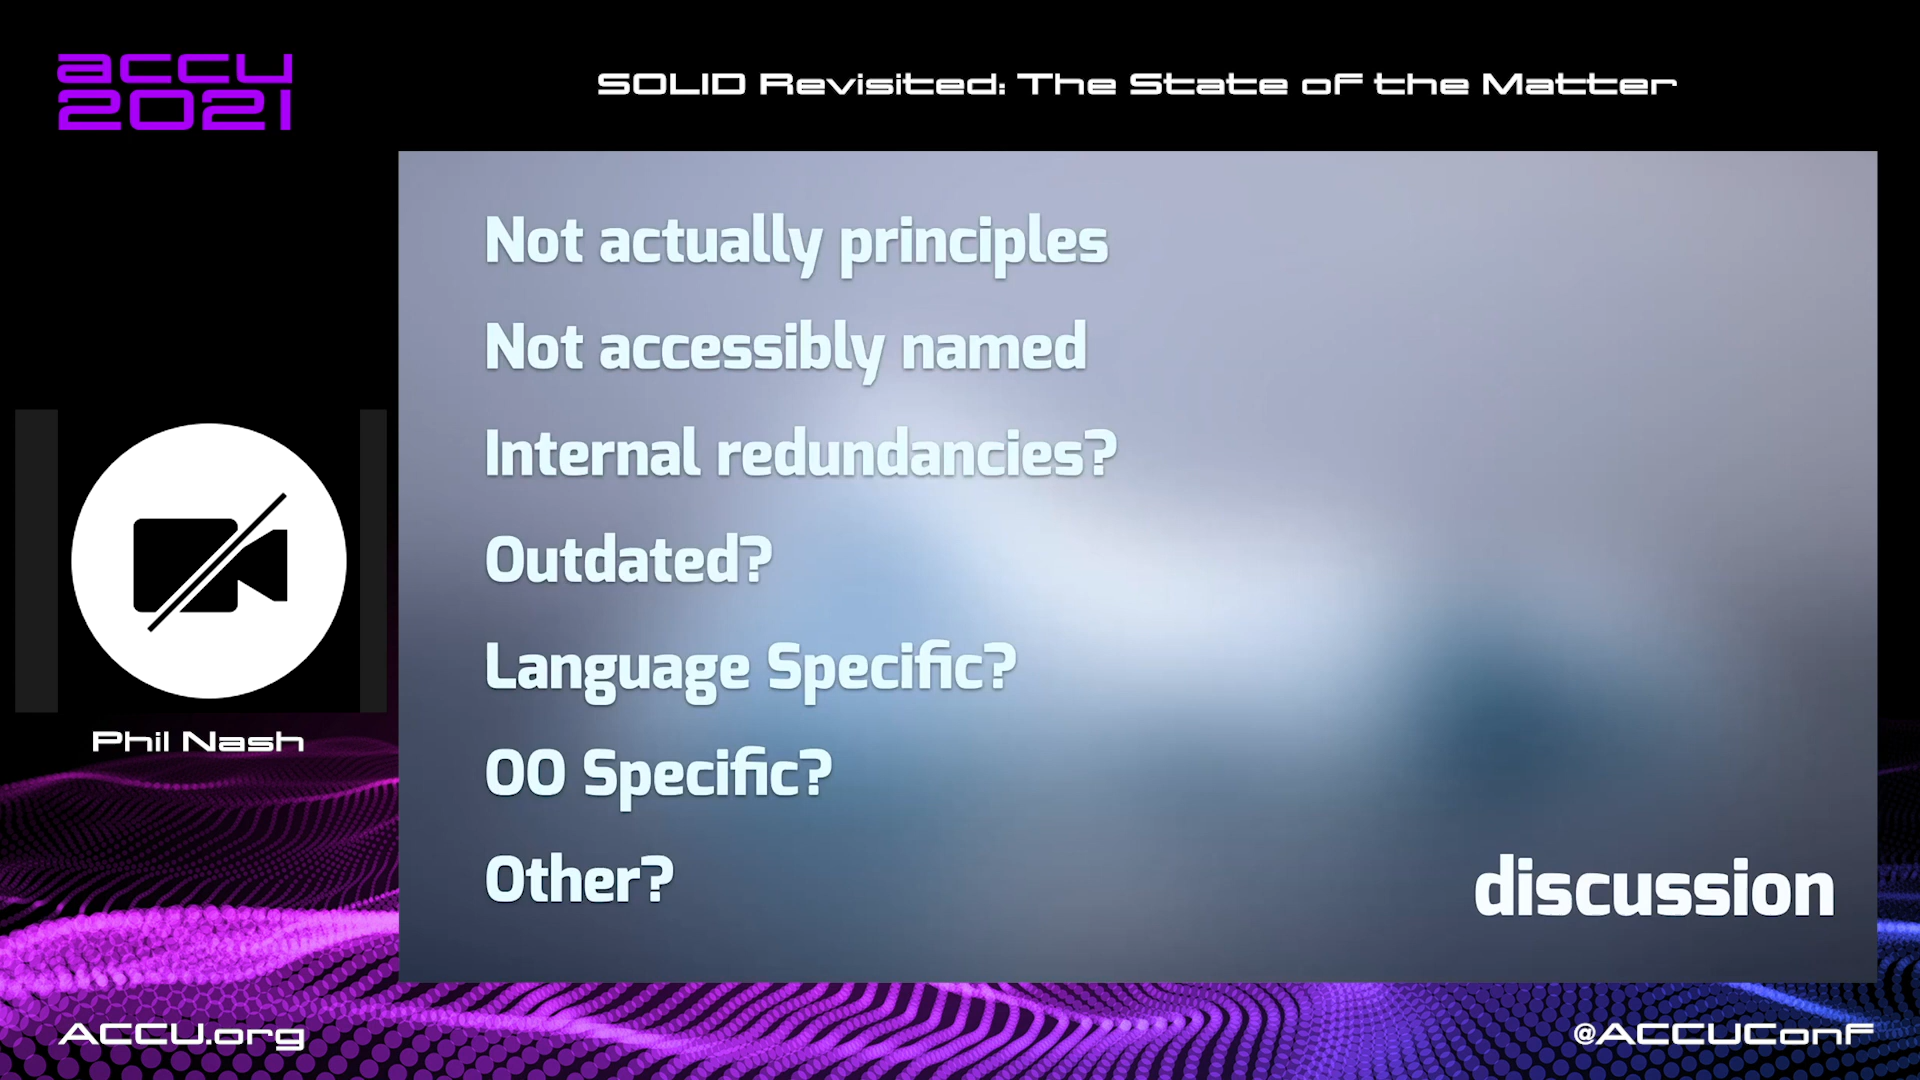 accu
2021
SOLID Revisited: The State of the Matter
Not actually principles
Not accessibly named
Internal redundancies?
Outdated?
Language Specific?
OO Specific?
Other?
discussion
Phil Nash
ACCU.org
@ACCUConf